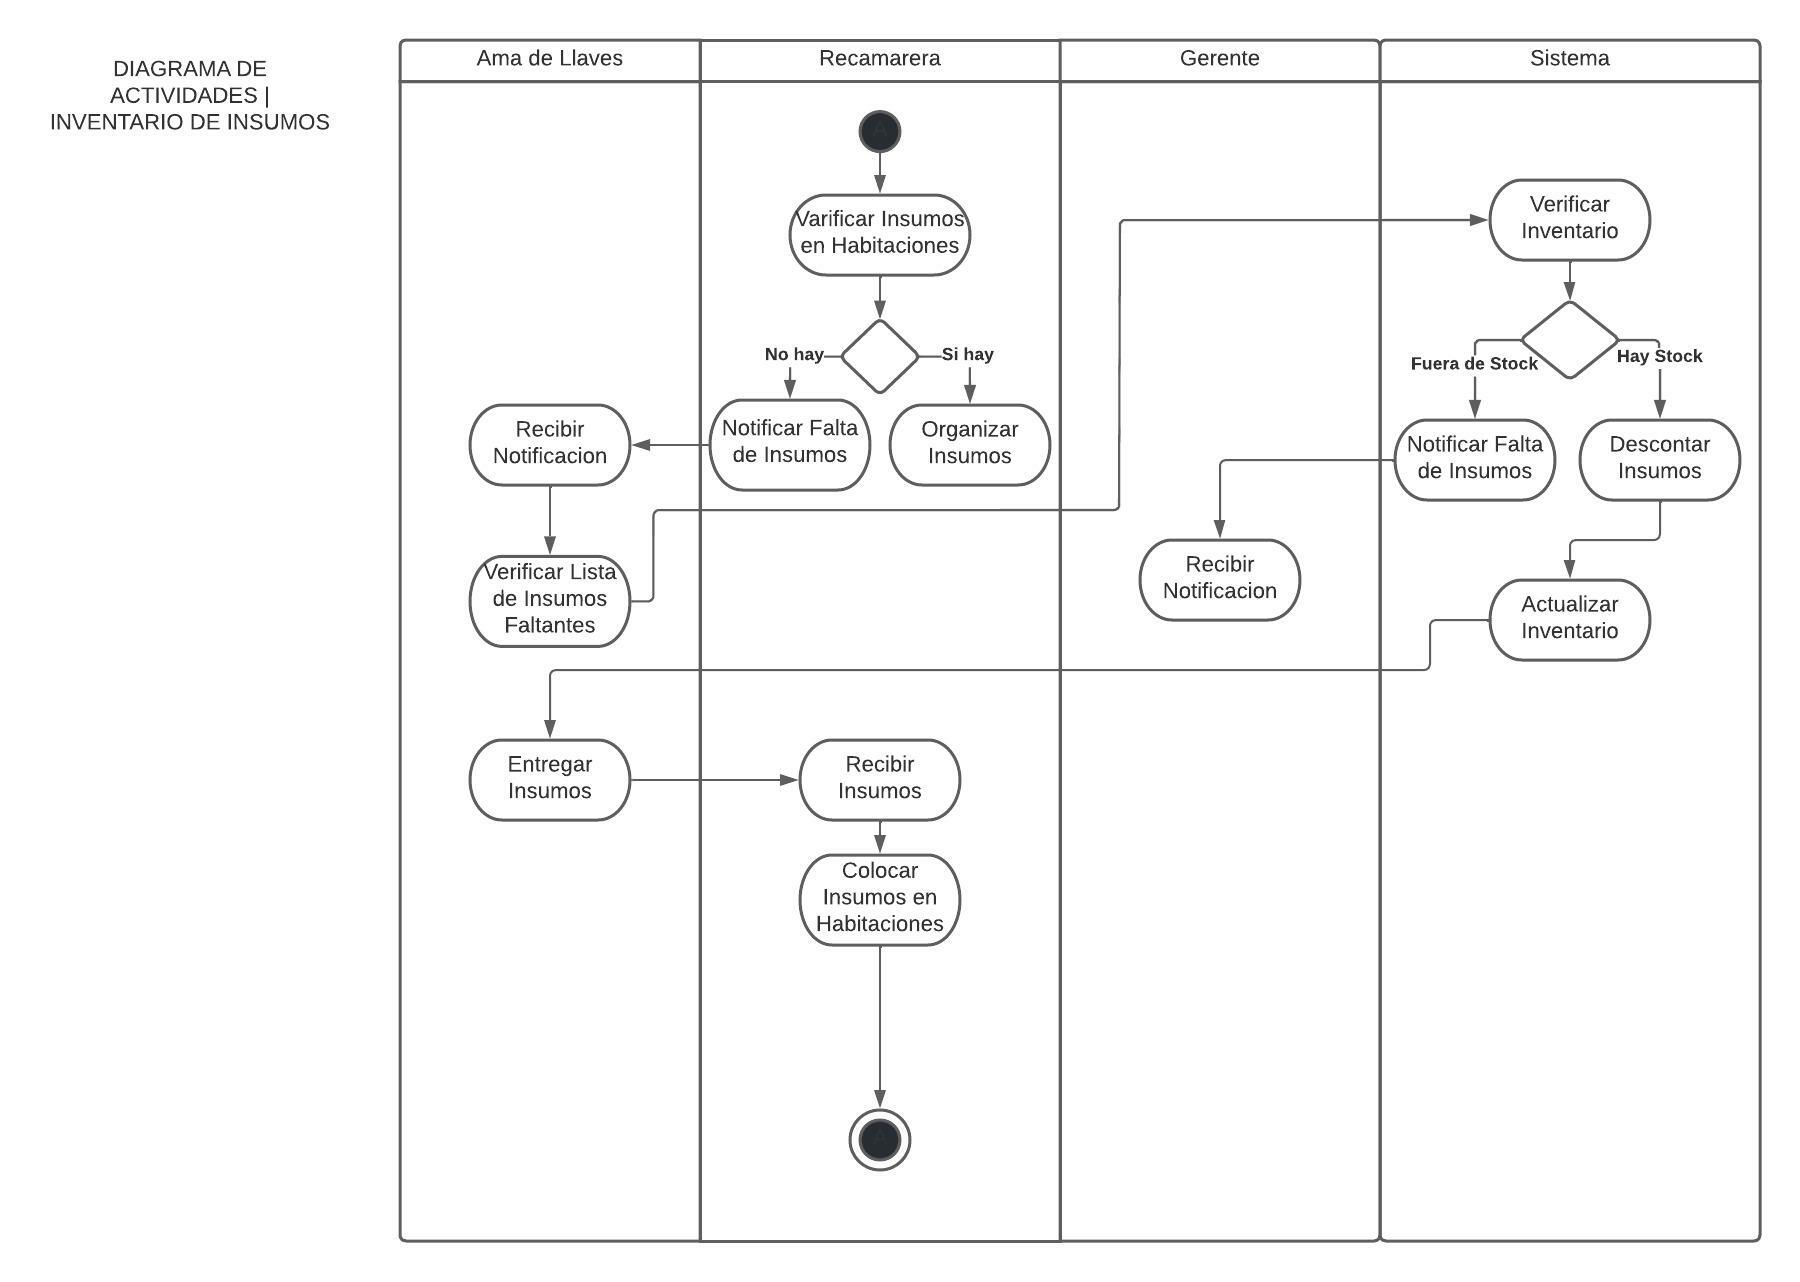 DIAGRAMA DE
ACTIVIDADES |
INVENTARIO DE INSUMOS
Ama de Llaves
Recamarera
Gerente
Sistema
A
Varificar Insumos
en Habitaciones
No hay
Si hay
Notificar Falta
de Insumos
Organizar
Insumos
Recibir
Notificacion
Verificar Lista
de Insumos
Faltantes
Verificar
Inventario
Fuera de Stock
Hay Stock
Notificar Falta
de Insumos
Descontar
Insumos
Recibir
Notificacion
Actualizar
Inventario
Entregar
Insumos
Recibir
Insumos
Colocar
Insumos en
Habitaciones
A